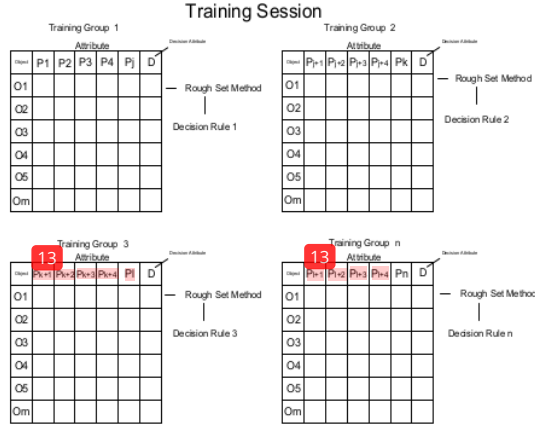 Training Session
Training Group 1
Attribute
Decision Attribute
Object P1 P2 P3 P4 Pj D
O1
O2
O3
O4
O5
Om
Rough Set Method
Decision Rule 1
Training Group 2
Attribute
Decision Attribute
Object Pj+1 Pj+2 Pj+3 Pj+4 Pk D
O1
O2
O3
O4
O5
Om
Rough Set Method
Decision Rule 2
Training Group 3
13
Attribute
Decision Attribute
Object Pk+1 Pk+2 Pk+3 Pk+4 Pl D
O1
O2
O3
O4
O5
Om
Rough Set Method
Decision Rule 3
Training Group n
13
Attribute
Decision Attribute
Object Pl+1 Pl+2 Pl+3 Pl+4 Pn D
O1
O2
O3
O4
O5
Om
Rough Set Method
Decision Rule n